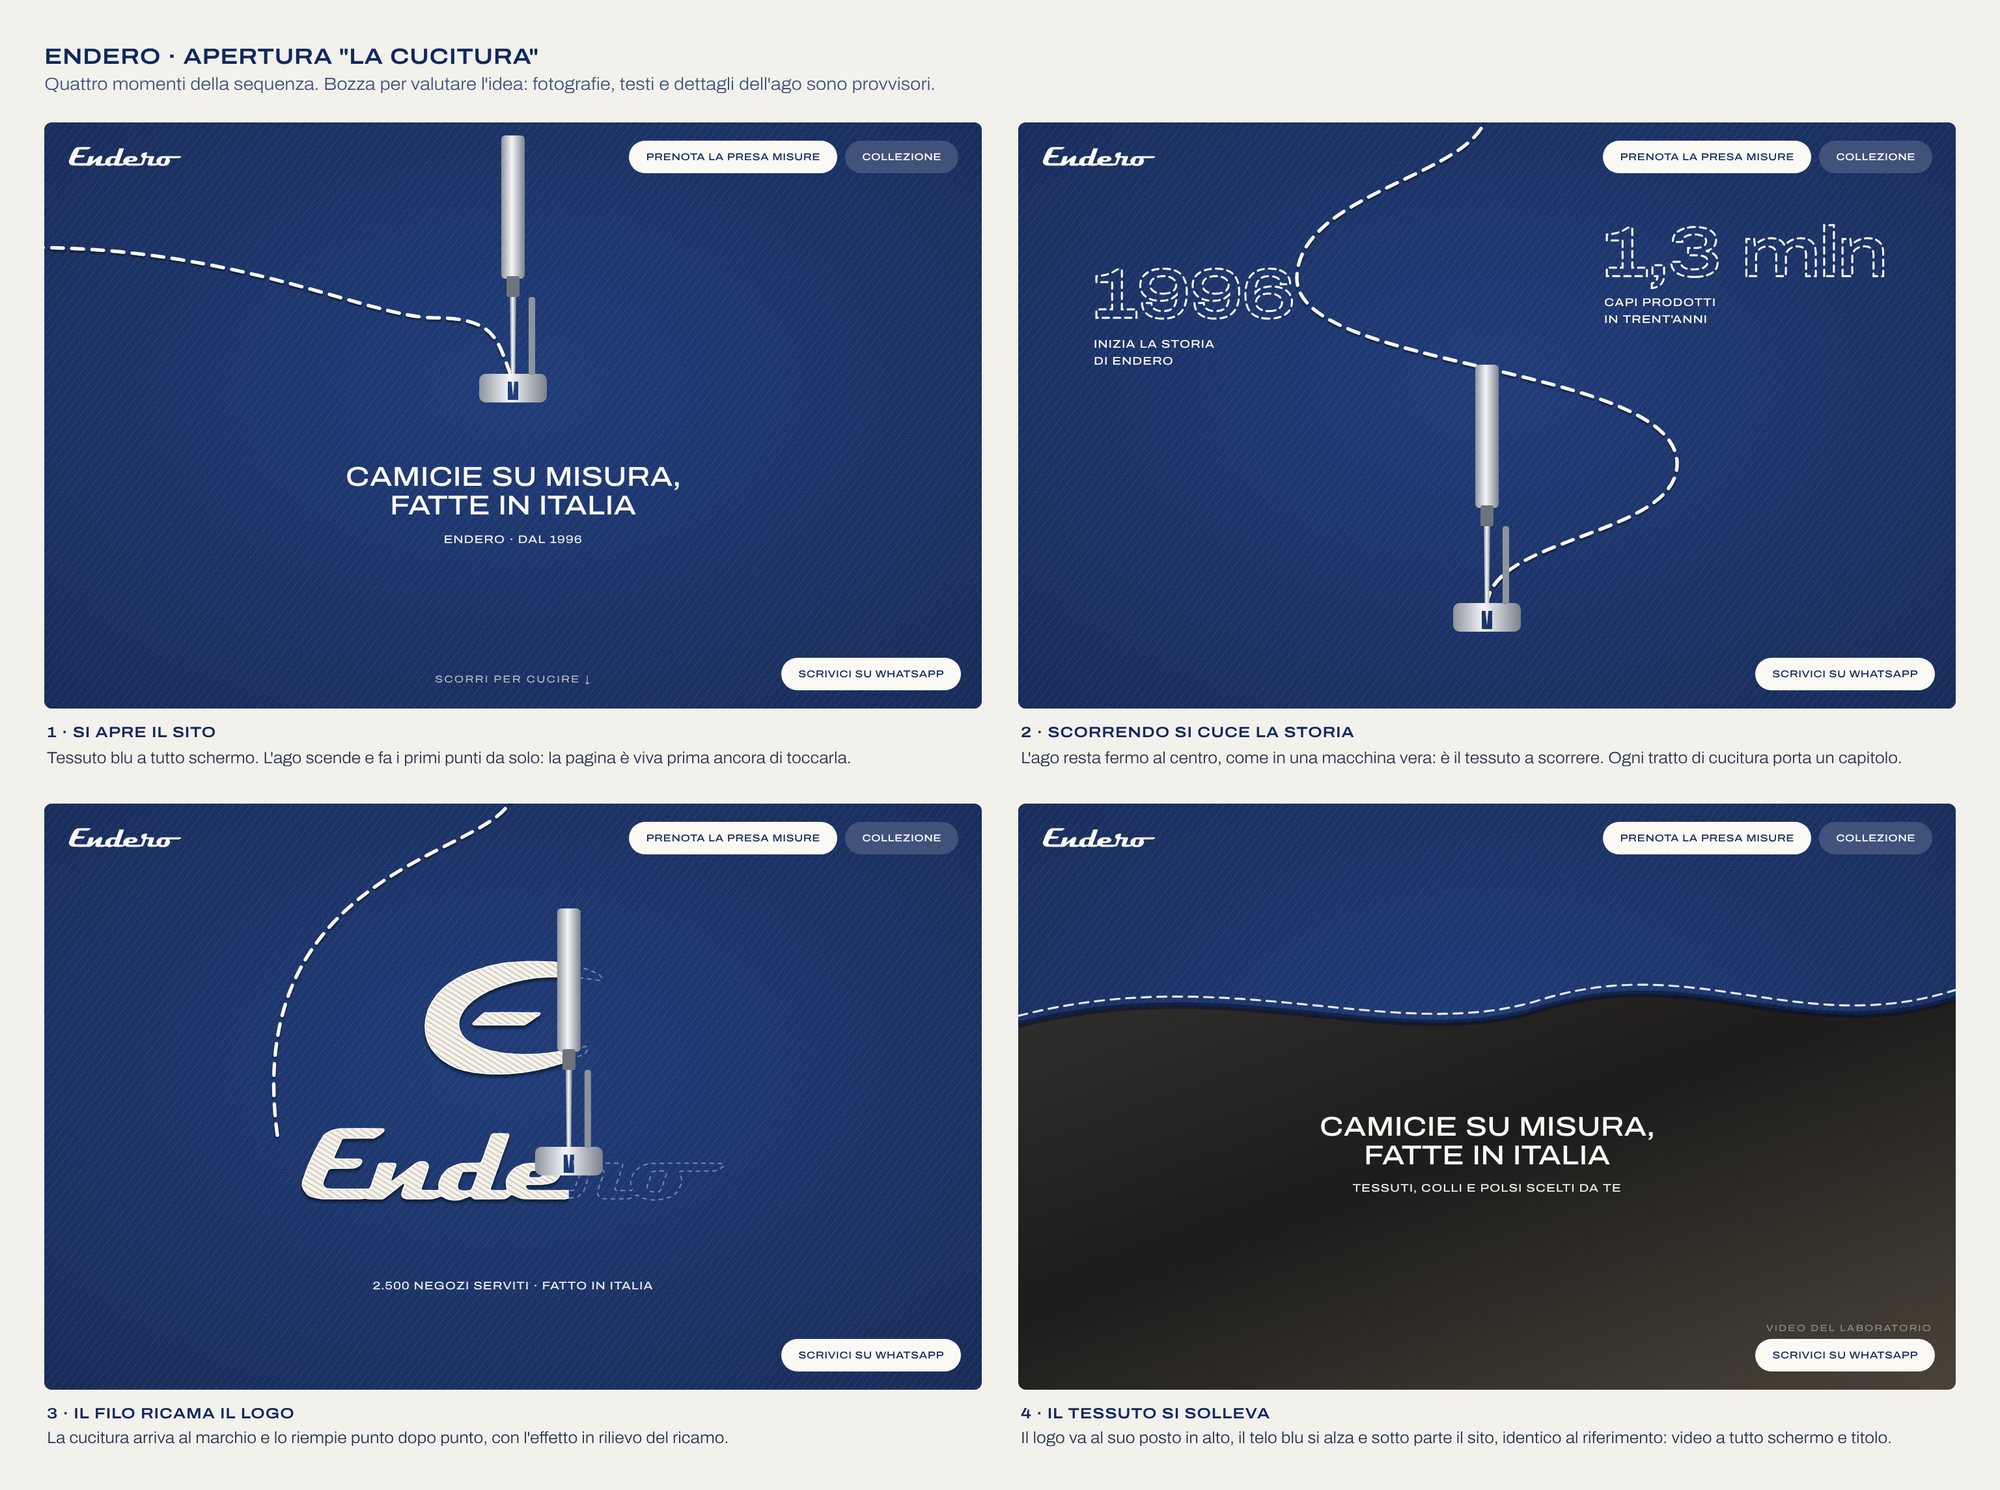 ENDERO · APERTURA "LA CUCITURA"
Quattro momenti della sequenza. Bozza per valutare l'idea: fotografie, testi e dettagli dell'ago sono provvisori.
Endero
PRENOTA LA PRESA MISURE
COLLEZIONE
CAMICIE SU MISURA,
FATTE IN ITALIA
ENDERO · DAL 1996
SCORRI PER CUCIRE ↓
SCRIVICI SU WHATSAPP
1 · SI APRE IL SITO
Tessuto blu a tutto schermo. L'ago scende e fa i primi punti da solo: la pagina è viva prima ancora di toccarla.
Endero
PRENOTA LA PRESA MISURE
COLLEZIONE
1996
INIZIA LA STORIA
DI ENDERO
1,3 mln
CAPI PRODOTTI
IN TRENT'ANNI
SCRIVICI SU WHATSAPP
2 · SCORRENDO SI CUCE LA STORIA
L'ago resta fermo al centro, come in una macchina vera: è il tessuto a scorrere. Ogni tratto di cucitura porta un capitolo.
Endero
PRENOTA LA PRESA MISURE
COLLEZIONE
E
Endero
2.500 NEGOZI SERVITI · FATTO IN ITALIA
SCRIVICI SU WHATSAPP
3 · IL FILO RICAMA IL LOGO
La cucitura arriva al marchio e lo riempie punto dopo punto, con l'effetto in rilievo del ricamo.
Endero
PRENOTA LA PRESA MISURE
COLLEZIONE
CAMICIE SU MISURA,
FATTE IN ITALIA
TESSUTI, COLLI E POLSI SCELTI DA TE
VIDEO DEL LABORATORIO
SCRIVICI SU WHATSAPP
4 · IL TESSUTO SI SOLLEVA
Il logo va al suo posto in alto, il telo blu si alza e sotto parte il sito, identico al riferimento: video a tutto schermo e titolo.